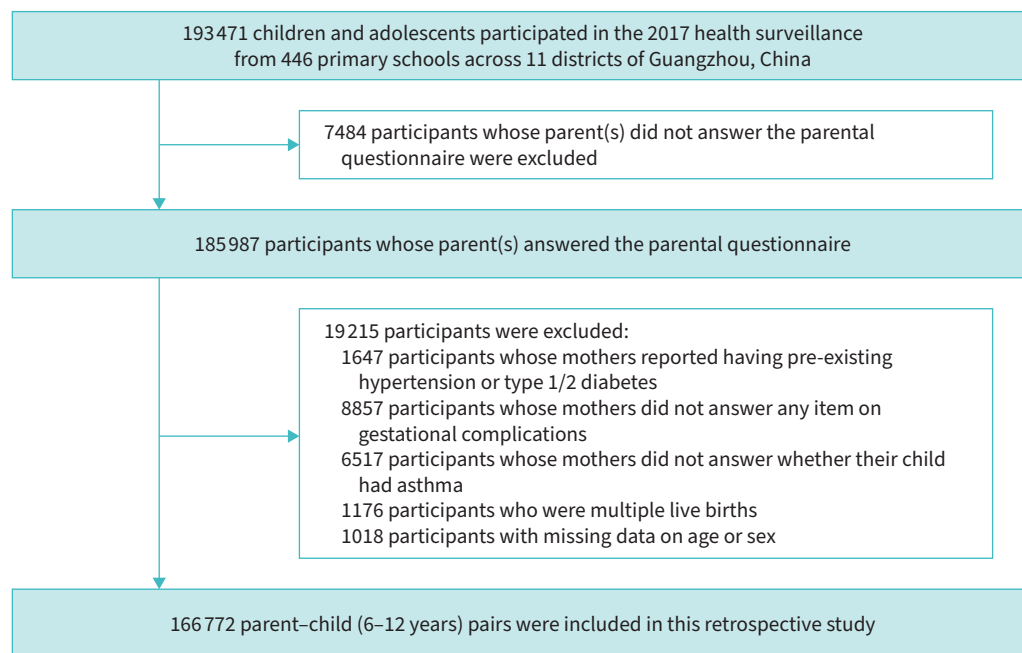 193 471 children and adolescents participated in the 2017 health surveillance
from 446 primary schools across 11 districts of Guangzhou, China
7484 participants whose parent(s) did not answer the parental
questionnaire were excluded
185 987 participants whose parent(s) answered the parental questionnaire
19 215 participants were excluded:
1647 participants whose mothers reported having pre-existing
hypertension or type 1/2 diabetes
8857 participants whose mothers did not answer any item on
gestational complications
6517 participants whose mothers did not answer whether their child
had asthma
1176 participants who were multiple live births
1018 participants with missing data on age or sex
166 772 parent–child (6–12 years) pairs were included in this retrospective study